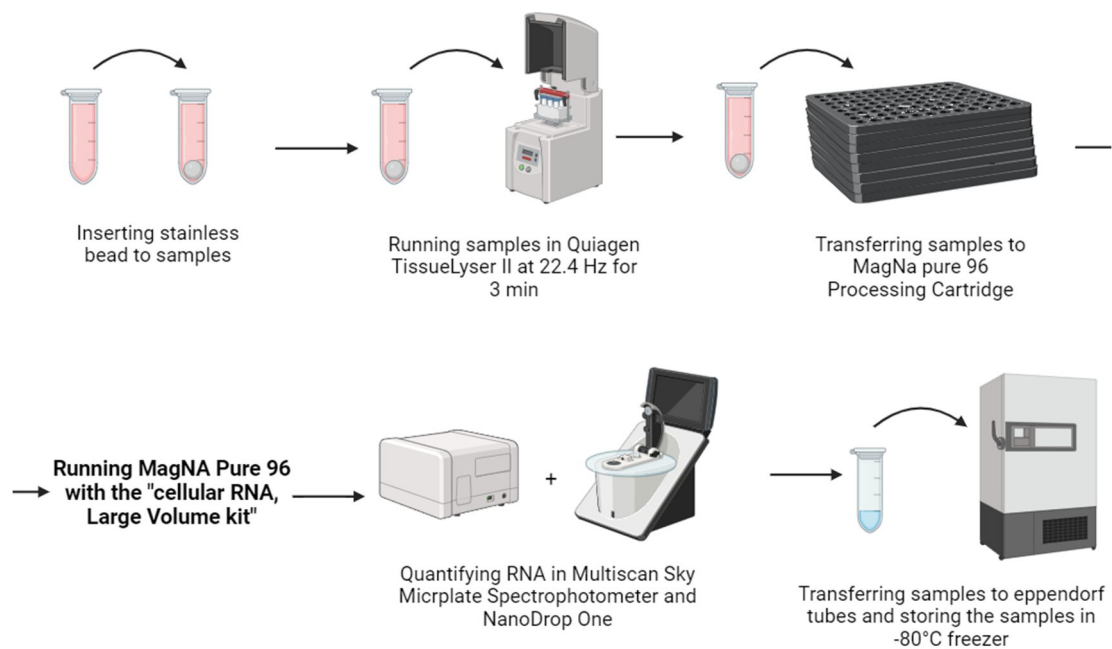 Inserting stainless
bead to samples
Running samples in Quiagen
TissueLyser II at 22.4 Hz for
3 min
Transferring samples to
MagNa pure 96
Processing Cartridge
Running MagNA Pure 96
with the "cellular RNA,
Large Volume kit"
+
Quantifying RNA in Multiscan Sky
Micrplate Spectrophotometer and
NanoDrop One
Transferring samples to eppendorf
tubes and storing the samples in
-80°C freezer